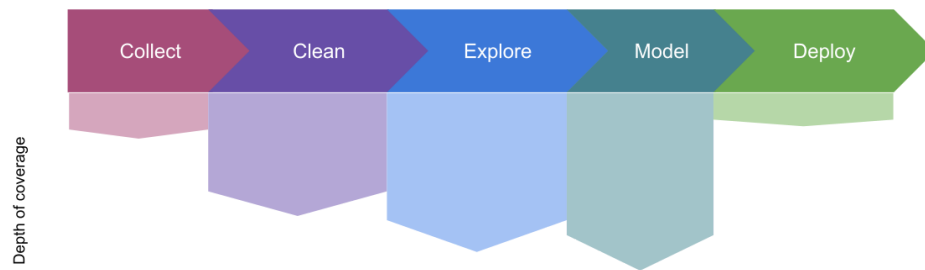 Collect
Clean
Explore
Model
Deploy
Depth of coverage